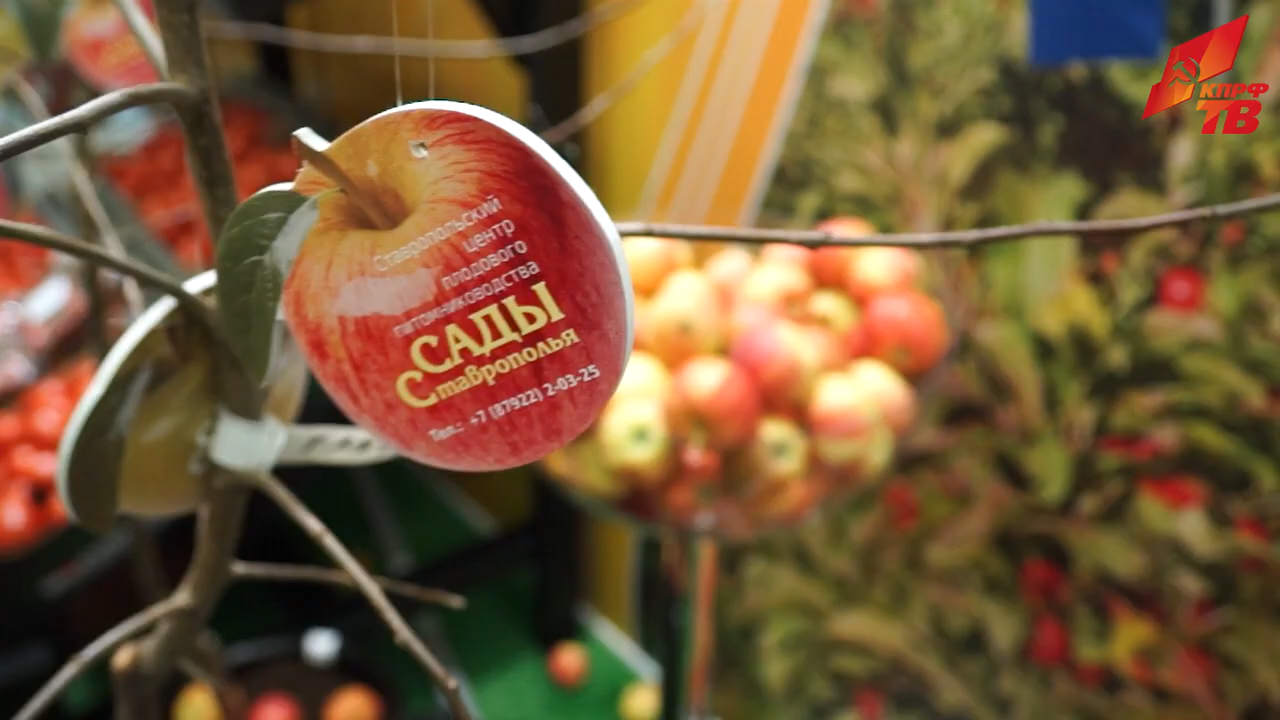 Ставропольский
центр
плодового
питомниководства
САДЫ
Ставрополья
Тел.: +7 (87922) 2-03-25
КПРФ
ТВ